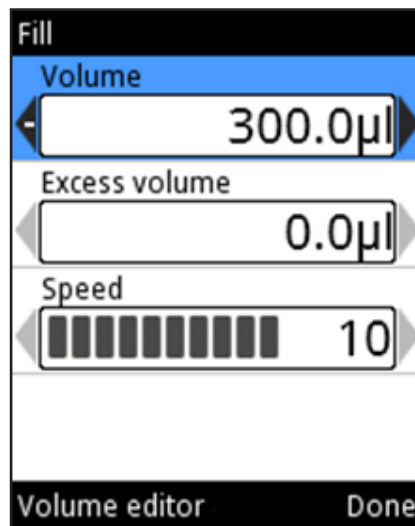 Fill
Volume
- 300.0µl
Excess volume
0.0µl
Speed
10
Volume editor Done